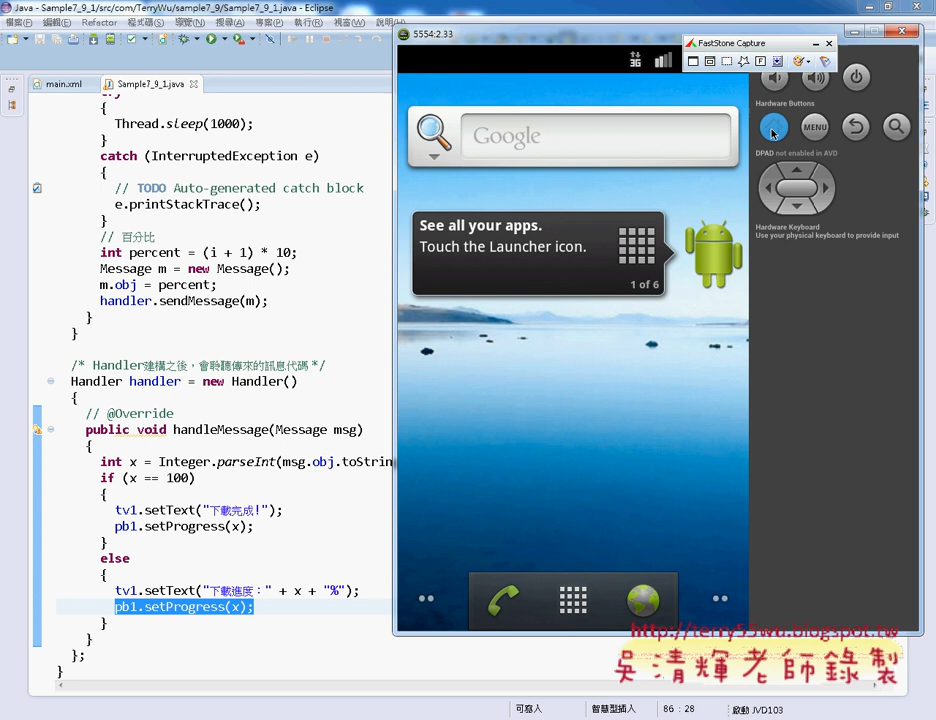 Java - Sample7_9_1/src/com/TerryWu/sample7_9/Sample7_9_1.java - Eclipse
檔案(F) 編輯(E) Refactor 程式碼(S) 導覽(N) 搜尋(A) 專案(P) 執行(R) 視窗(W) 說明(H)
main.xml
Sample7_9_1.java
try
{
Thread.sleep(1000);
}
catch (InterruptedException e)
{
// TODO Auto-generated catch block
e.printStackTrace();
}
// 百分比
int percent = (i + 1) * 10;
Message m = new Message();
m.obj = percent;
handler.sendMessage(m);
}
}
/* Handler建構之後，會聆聽傳來的訊息代碼 */
Handler handler = new Handler()
{
// @Override
public void handleMessage(Message msg)
{
int x = Integer.parseInt(msg.obj.toStrin
if (x == 100)
{
tv1.setText("下載完成!");
pb1.setProgress(x);
}
else
{
tv1.setText("下載進度：" + x + "%");
pb1.setProgress(x);
}
}
};
}
5554:2.33
3G
FastStone Capture
Google
See all your apps.
Touch the Launcher icon.
1 of 6
Hardware Buttons
MENU
DPAD not enabled in AVD
Hardware Keyboard
Use your physical keyboard to provide input
http://terry55wu.blogspot.tw
吳清輝老師錄製
可寫入
智慧型插入
86 : 28
啟動 JVD103